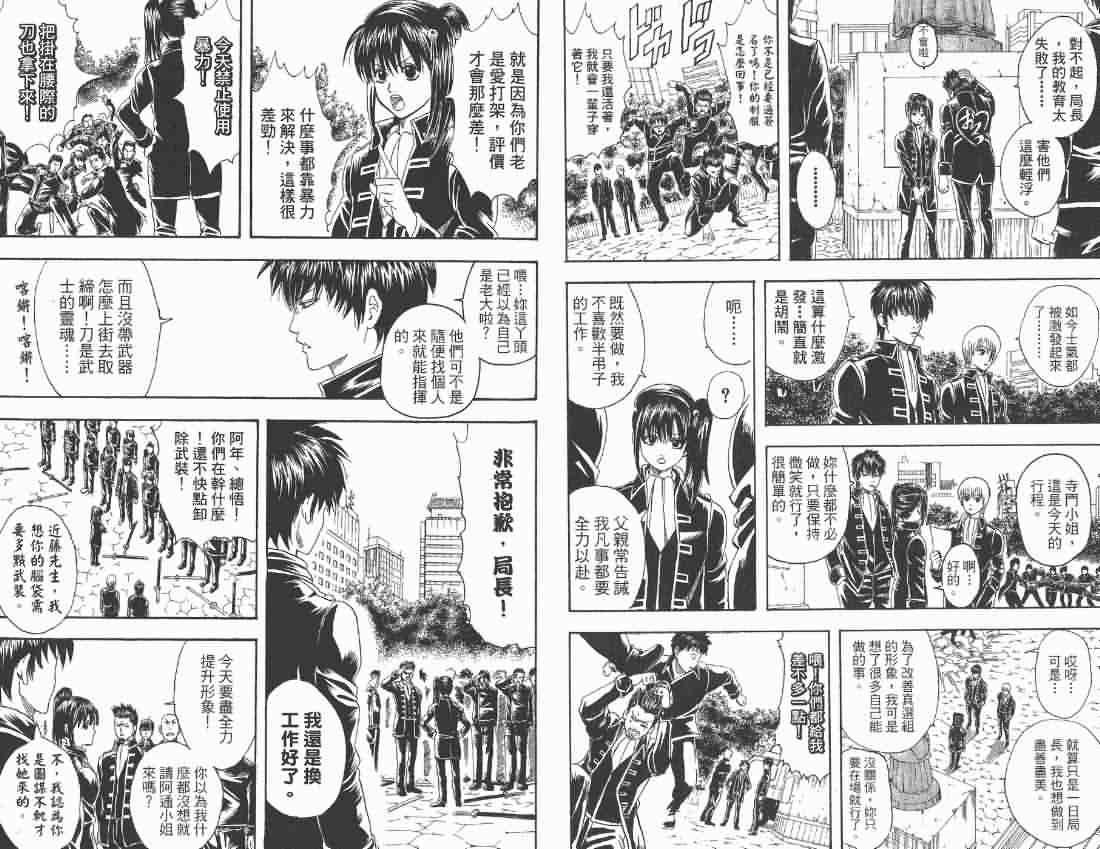 對不起，局長
，我的教育太
失敗了……
害他們
這麼輕浮。
不會啦！
………
你不是已經要過簽
名了嗎！你的制服
是怎麼回事！
只要我還活著，
我就會一輩子穿
著它！
ドカドコ
如今士氣都
被激發起來
了……
這算什麼激
發…簡直就
是胡鬧！
寺門小姐，
這是今天的
行程。
啊…
好的。
妳什麼都不必
做，只要保持
微笑就行了，
很簡單的。
呃……
？
既然要做，我
不喜歡半弔子
的工作。
父親常告誡
我凡事都要
全力以赴。
哎呀…
可是…
就算只是一日局
長，我也想做到
盡善盡美。
為了改善真選組
的形象，我可是
想了很多自己能
做的事。
沒關係，妳只
要在場就行了。
喂！你們都給我
差不多一點！
就是因為你們老
是愛打架，評價
才會那麼差！
什麼事都靠暴力
來解決，這樣很
差勁！
今天禁止使用
暴力！
把掛在腰際的
刀也拿下來！
喂…妳這丫頭
已經以為自己
是老大啦？
他們可不是
隨便找個人
來就能指揮
的。
而且沒帶武器
怎麼上街去取
締啊！刀是武
士的靈魂……
喀鏘！喀鏘！
非常抱歉，局長！
我還是換
工作好了。
阿年、總悟！
你們在幹什麼
！還不快點卸
除武裝！
近藤先生，我
想你的腦袋需
要多點武裝。
今天要盡全力
提升形象！
你以為我什
麼都沒想就
請阿通小姐
來嗎？
不，我認為你
是圖謀不軌才
找她來的。